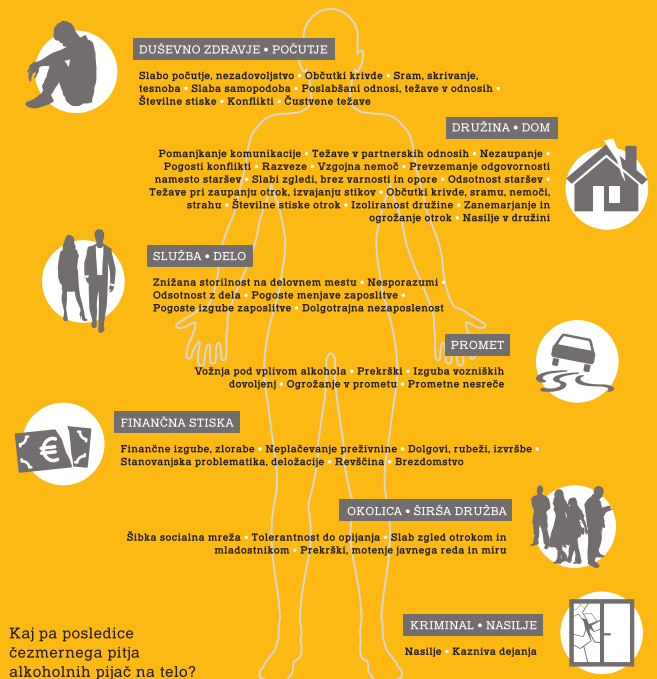 DUŠEVNO ZDRAVJE • POČUTJE
Slabo počutje, nezadovoljstvo • Občutki krivde • Sram, skrivanje,
tesnoba • Slaba samopodoba • Poslabšani odnosi, težave v odnosih •
Številne stiske • Konflikti • Čustvene težave
DRUŽINA • DOM
Pomanjkanje komunikacije • Težave v partnerskih odnosih • Nezaupanje •
Pogosti konflikti • Razveze • Vzgojna nemoč • Prevzemanje odgovornosti
namesto staršev • Slabi zgledi, brez varnosti in opore • Odsotnost staršev •
Težave pri zaupanju otrok, izvajanju stikov • Občutki krivde, sramu, nemoči,
strahu • Številne stiske otrok • Izoliranost družine • Zanemarjanje in
ogrožanje otrok • Nasilje v družini
SLUŽBA • DELO
Znižana storilnost na delovnem mestu • Nesporazumi •
Odsotnost z dela • Pogoste menjave zaposlitve •
Pogoste izgube zaposlitve • Dolgotrajna nezaposlenost
PROMET
Vožnja pod vplivom alkohola • Prekrški • Izguba vozniških
dovoljenj • Ogrožanje v prometu • Prometne nesreče
FINANČNA STISKA
Finančne izgube, zlorabe • Neplačevanje preživnine • Dolgovi, rubeži, izvršbe •
Stanovanjska problematika, deložacije • Revščina • Brezdomstvo
€
OKOLICA • ŠIRŠA DRUŽBA
Šibka socialna mreža • Tolerantnost do opijanja • Slab zgled otrokom in
mladostnikom • Prekrški, motenje javnega reda in miru
KRIMINAL • NASILJE
Nasilje • Kazniva dejanja
Kaj pa posledice
čezmernega pitja
alkoholnih pijač na telo?